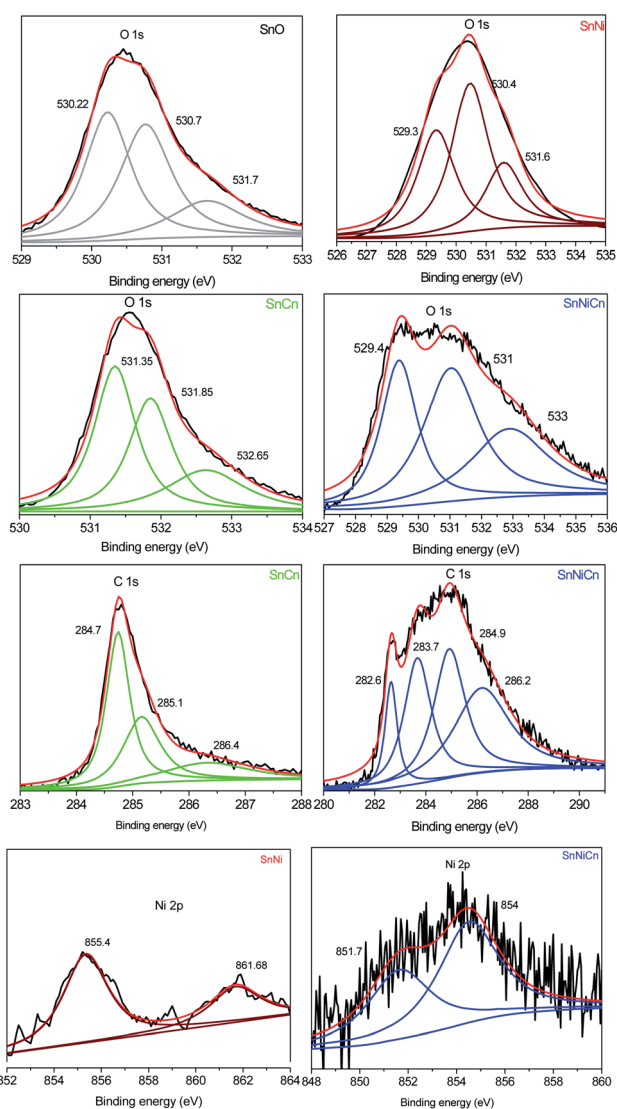 O 1s
SnO
530.22
530.7
531.7
529 530 531 532 533
Binding energy (eV)
O 1s
SnNi
530.4
529.3
531.6
526 527 528 529 530 531 532 533 534 535
Binding energy (eV)
SnCn
O 1s
531.35
531.85
532.65
530 531 532 533 534
Binding energy (eV)
SnNiCn
O 1s
529.4
531
533
527 528 529 530 531 532 533 534 535 536
Binding energy (eV)
SnCn
C 1s
284.7
285.1
286.4
283 284 285 286 287 288
Binding energy (eV)
SnNiCn
C 1s
284.9
283.7
282.6
286.2
280 282 284 286 288 290
Binding energy (eV)
SnNi
Ni 2p
855.4
861.68
852 854 856 858 860 862 864
Binding energy (eV)
SnNiCn
Ni 2p
854
851.7
848 850 852 854 856 858 860
Binding energy (eV)